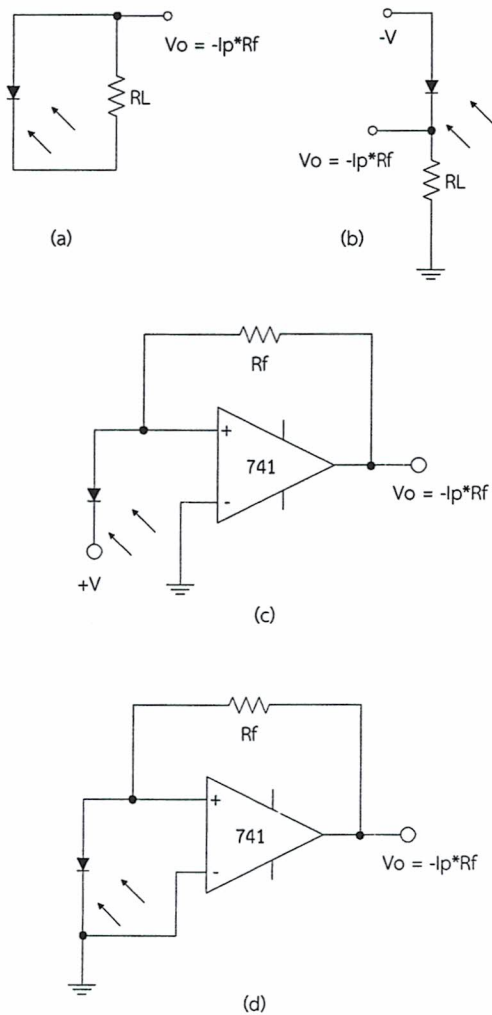 Vo = -Ip*Rf
RL
(a)
-V
Vo = -Ip*Rf
RL
(b)
Rf
+
741
-
Vo = -Ip*Rf
+V
(c)
Rf
+
741
-
Vo = -Ip*Rf
(d)